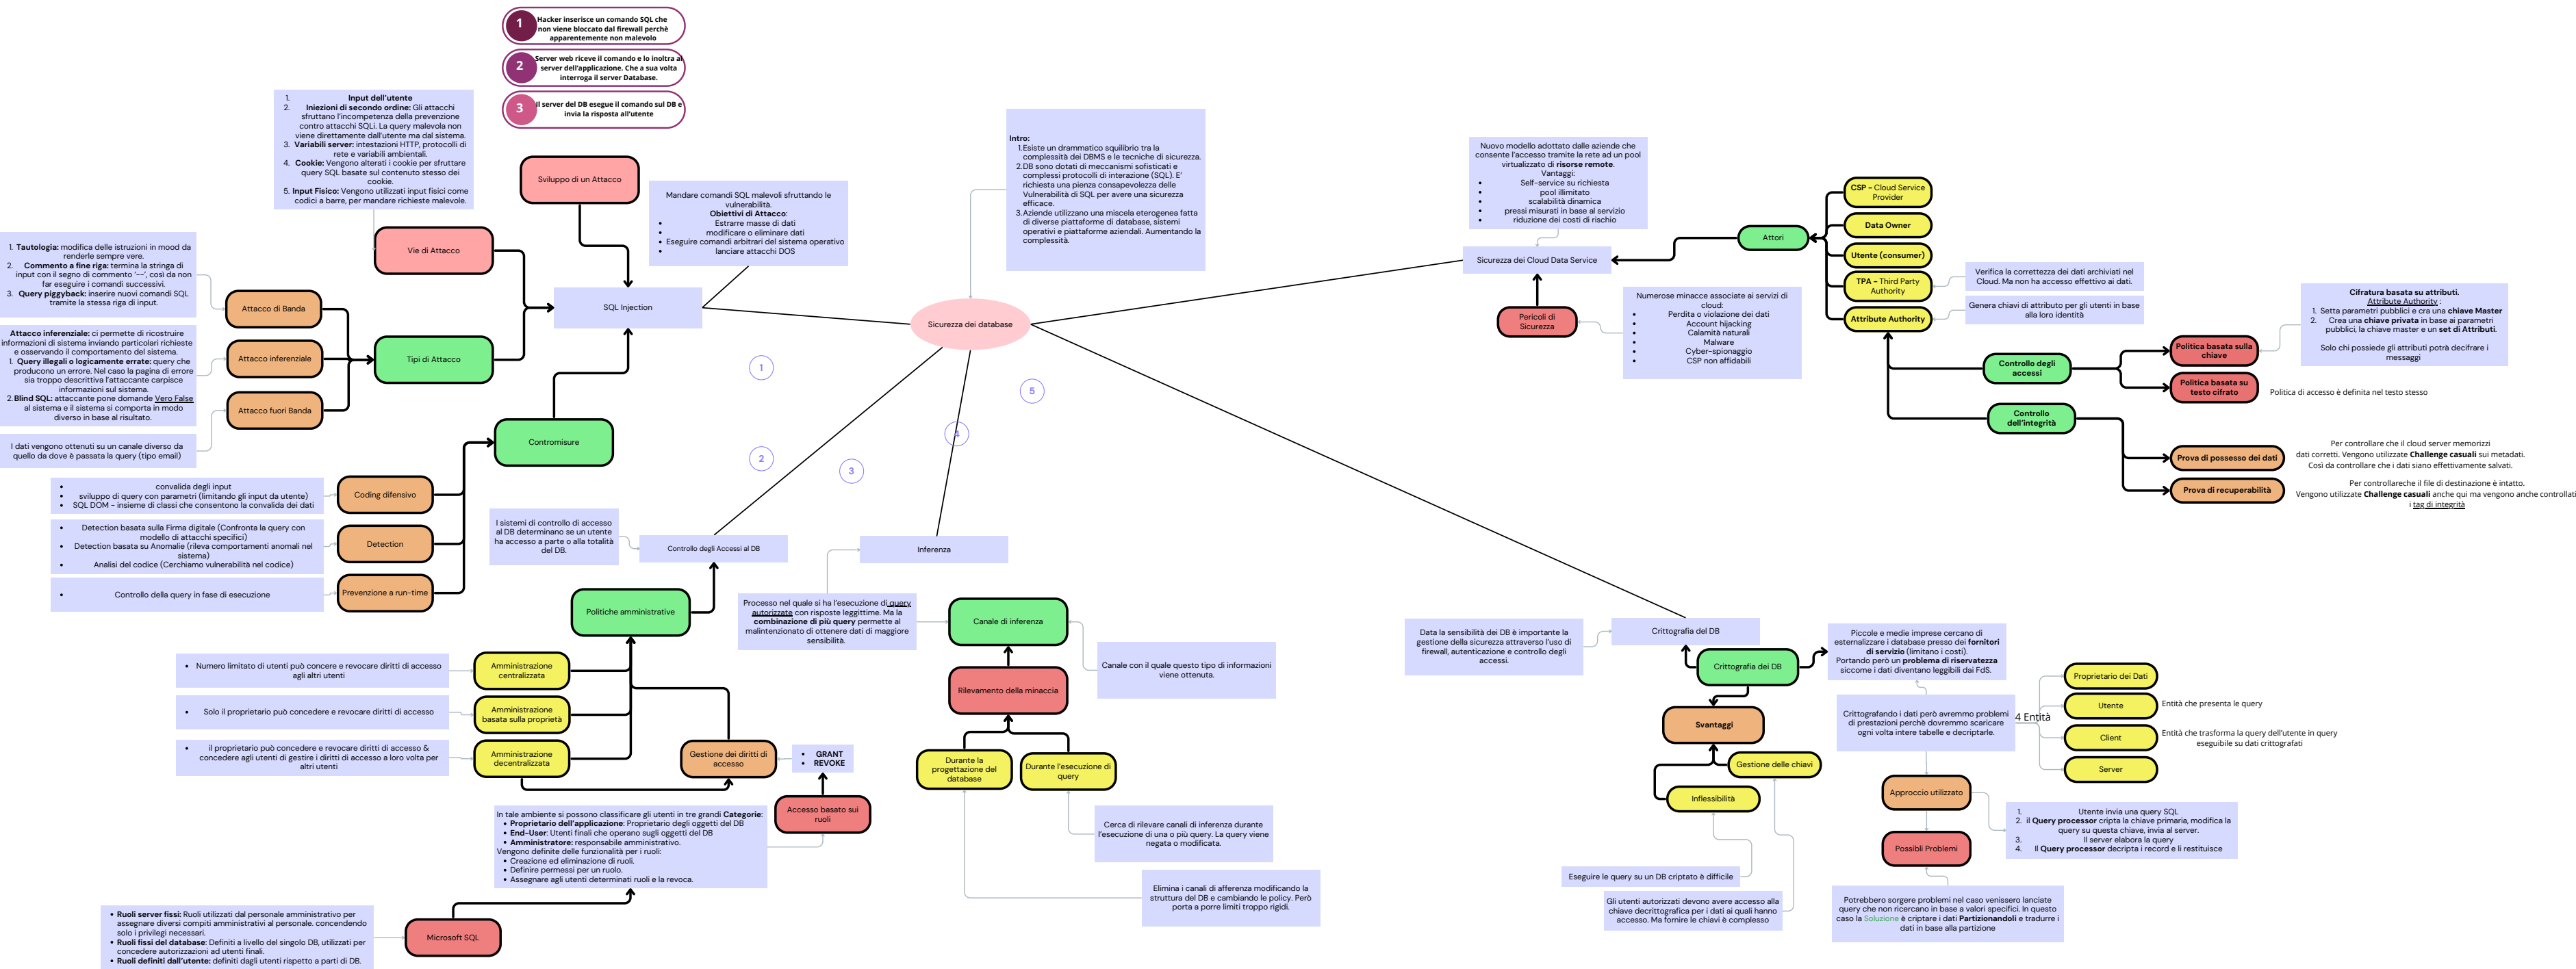 1
Hacker inserisce un comando SQL che
non viene bloccato dal firewall perchè
apparentemente non malevolo
2
Server web riceve il comando e lo inoltra al
server dell'applicazione. Che a sua volta
interroga il server Database.
3
Il server del DB esegue il comando sul DB e
invia la risposta all'utente
1. Input dell'utente
2. Iniezioni di secondo ordine: Gli attacchi
sfruttano l'incompetenza della prevenzione
contro attacchi SQLi. La query malevola non
viene direttamente dall'utente ma dal sistema.
3. Variabili server: intestazioni HTTP, protocolli di
rete e variabili ambientali.
4. Cookie: Vengono alterati i cookie per sfruttare
query SQL basate sul contenuto stesso dei
cookie.
5. Input Fisico: Vengono utilizzati input fisici come
codici a barre, per mandare richieste malevole.
Sviluppo di un Attacco
Mandare comandi SQL malevoli sfruttando le
vulnerabilità.
Obiettivi di Attacco:
• Estrarre masse di dati
• modificare o eliminare dati
• Eseguire comandi arbitrari del sistema operativo
• lanciare attacchi DOS
Vie di Attacco
SQL Injection
1. Tautologia: modifica delle istruzioni in mood da
renderle sempre vere.
2. Commento a fine riga: termina la stringa di
input con il segno di commento '--', così da non
far eseguire i comandi successivi.
3. Query piggyback: inserire nuovi comandi SQL
tramite la stessa riga di input.
Attacco di Banda
Attacco inferenziale: ci permette di ricostruire
informazioni di sistema inviando particolari richieste
e osservando il comportamento del sistema.
1. Query illegali o logicamente errate: query che
producono un errore. Nel caso la pagina di errore
sia troppo descrittiva l'attaccante carpisce
informazioni sul sistema.
2. Blind SQL: attaccante pone domande Vero False
al sistema e il sistema si comporta in modo
diverso in base al risultato.
Attacco inferenziale
Tipi di Attacco
Attacco fuori Banda
I dati vengono ottenuti su un canale diverso da
quello da dove è passata la query (tipo email)
Contromisure
• convalida degli input
• sviluppo di query con parametri (limitando gli input da utente)
• SQL DOM - insieme di classi che consentono la convalida dei dati
Coding difensivo
• Detection basata sulla Firma digitale (Confronta la query con
modello di attacchi specifici)
• Detection basata su Anomalie (rileva comportamenti anomali nel
sistema)
• Analisi del codice (Cerchiamo vulnerabilità nel codice)
Detection
• Controllo della query in fase di esecuzione
Prevenzione a run-time
Intro:
1. Esiste un drammatico squilibrio tra la
complessità dei DBMS e le tecniche di sicurezza.
2. DB sono dotati di meccanismi sofisticati e
complessi protocolli di interazione (SQL). E'
richiesta una pienza consapevolezza delle
Vulnerabilità di SQL per avere una sicurezza
efficace.
3. Aziende utilizzano una miscela eterogenea fatta
di diverse piattaforme di database, sistemi
operativi e piattaforme aziendali. Aumentando la
complessità.
Sicurezza dei database
1
2
3
4
5
I sistemi di controllo di accesso
al DB determinano se un utente
ha accesso a parte o alla totalità
del DB.
Controllo degli Accessi al DB
Politiche amministrative
• Numero limitato di utenti può concere e revocare diritti di accesso
agli altri utenti
Amministrazione
centralizzata
• Solo il proprietario può concedere e revocare diritti di accesso
Amministrazione
basata sulla proprietà
• il proprietario può concedere e revocare diritti di accesso &
concedere agli utenti di gestire i diritti di accesso a loro volta per
altri utenti
Amministrazione
decentralizzata
Gestione dei diritti di
accesso
• GRANT
• REVOKE
Accesso basato sui
ruoli
In tale ambiente si possono classificare gli utenti in tre grandi Categorie:
• Proprietario dell'applicazione: Proprietario degli oggetti del DB
• End-User: Utenti finali che operano sugli oggetti del DB
• Amministratore: responsabile amministrativo.
Vengono definite delle funzionalità per i ruoli:
• Creazione ed eliminazione di ruoli.
• Definire permessi per un ruolo.
• Assegnare agli utenti determinati ruoli e la revoca.
• Ruoli server fissi: Ruoli utilizzati dal personale amministrativo per
assegnare diversi compiti amministrativi al personale. concendendo
solo i privilegi necessari.
• Ruoli fissi del database: Definiti a livello del singolo DB, utilizzati per
concedere autorizzazioni ad utenti finali.
• Ruoli definiti dall'utente: definiti dagli utenti rispetto a parti di DB.
Microsoft SQL
Inferenza
Processo nel quale si ha l'esecuzione di query
autorizzate con risposte leggittime. Ma la
combinazione di più query permette al
malintenzionato di ottenere dati di maggiore
sensibilità.
Canale di inferenza
Canale con il quale questo tipo di informazioni
viene ottenuta.
Rilevamento della minaccia
Durante la
progettazione del
database
Durante l'esecuzione di
query
Cerca di rilevare canali di inferenza durante
l'esecuzione di una o più query. La query viene
negata o modificata.
Elimina i canali di afferenza modificando la
struttura del DB e cambiando le policy. Però
porta a porre limiti troppo rigidi.
Nuovo modello adottato dalle aziende che
consente l'accesso tramite la rete ad un pool
virtualizzato di risorse remote.
Vantaggi:
• Self-service su richiesta
• pool illimitato
• scalabilità dinamica
• pressi misurati in base al servizio
• riduzione dei costi di rischio
Sicurezza dei Cloud Data Service
Pericoli di
Sicurezza
Numerose minacce associate ai servizi di
cloud:
• Perdita o violazione dei dati
• Account hijacking
• Calamità naturali
• Malware
• Cyber-spionaggio
• CSP non affidabili
Attori
CSP - Cloud Service
Provider
Data Owner
Utente (consumer)
TPA - Third Party
Authority
Attribute Authority
Verifica la correttezza dei dati archiviati nel
Cloud. Ma non ha accesso effettivo ai dati.
Genera chiavi di attributo per gli utenti in base
alla loro identità
Controllo degli
accessi
Controllo
dell'integrità
Politica basata sulla
chiave
Politica basata su
testo cifrato
Cifratura basata su attributi.
Attribute Authority :
1. Setta parametri pubblici e cra una chiave Master
2. Crea una chiave privata in base ai parametri
pubblici, la chiave master e un set di Attributi.
Solo chi possiede gli attributi potrà decifrare i
messaggi
Politica di accesso è definita nel testo stesso
Prova di possesso dei dati
Per controllare che il cloud server memorizzi
dati corretti. Vengono utilizzate Challenge casuali sui metadati.
Così da controllare che i dati siano effettivamente salvati.
Prova di recuperabilità
Per controllareche il file di destinazione è intatto.
Vengono utilizzate Challenge casuali anche qui ma vengono anche controllati
i tag di integrità
Data la sensibilità dei DB è importante la
gestione della sicurezza attraverso l'uso di
firewall, autenticazione e controllo degli
accessi.
Crittografia del DB
Crittografia dei DB
Piccole e medie imprese cercano di
esternalizzare i database presso dei fornitori
di servizio (limitano i costi).
Portando però un problema di riservatezza
siccome i dati diventano leggibili dai FdS.
Svantaggi
Gestione delle chiavi
Inflessibilità
Eseguire le query su un DB criptato è difficile
Gli utenti autorizzati devono avere accesso alla
chiave decrittografica per i dati ai quali hanno
accesso. Ma fornire le chiavi è complesso
Crittografando i dati però avremmo problemi
di prestazioni perchè dovremmo scaricare
ogni volta intere tabelle e decriptarle.
4 Entità
Proprietario dei Dati
Utente
Entità che presenta le query
Client
Entità che trasforma la query dell'utente in query
eseguibile su dati crittografati
Server
Approccio utilizzato
1. Utente invia una query SQL
2. il Query processor cripta la chiave primaria, modifica la
query su questa chiave, invia al server.
3. Il server elabora la query
4. Il Query processor decripta i record e li restituisce
Possibli Problemi
Potrebbero sorgere problemi nel caso venissero lanciate
query che non ricercano in base a valori specifici. In questo
caso la Soluzione è criptare i dati Partizionandoli e tradurre i
dati in base alla partizione